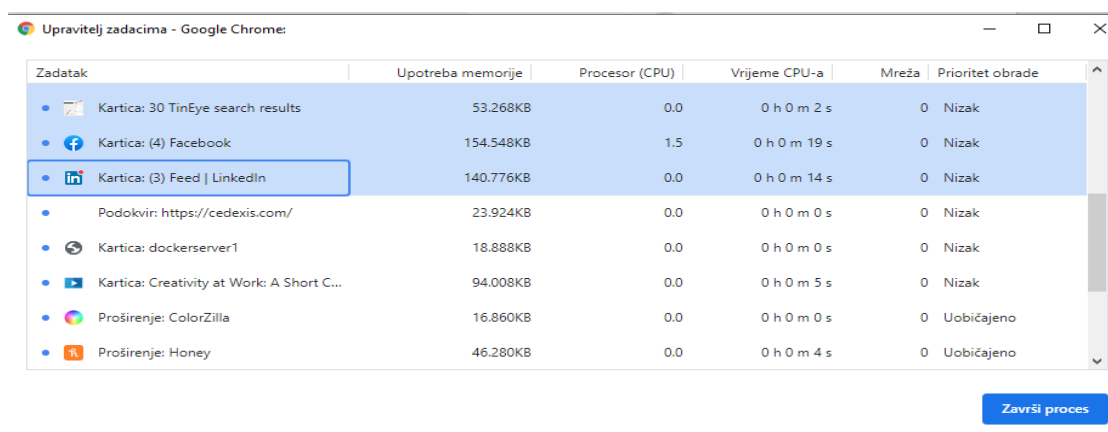 Upravitelj zadacima - Google Chrome:
Zadatak Upotreba memorije Procesor (CPU) Vrijeme CPU-a Mreža Prioritet obrade
Kartica: 30 TinEye search results 53.268KB 0.0 0 h 0 m 2 s 0 Nizak
Kartica: (4) Facebook 154.548KB 1.5 0 h 0 m 19 s 0 Nizak
Kartica: (3) Feed | LinkedIn 140.776KB 0.0 0 h 0 m 14 s 0 Nizak
Podokvir: https://cedexis.com/ 23.924KB 0.0 0 h 0 m 0 s 0 Nizak
Kartica: dockerserver1 18.888KB 0.0 0 h 0 m 0 s 0 Nizak
Kartica: Creativity at Work: A Short C... 94.008KB 0.0 0 h 0 m 5 s 0 Nizak
Proširenje: ColorZilla 16.860KB 0.0 0 h 0 m 0 s 0 Uobičajeno
Proširenje: Honey 46.280KB 0.0 0 h 0 m 4 s 0 Uobičajeno
Završi proces